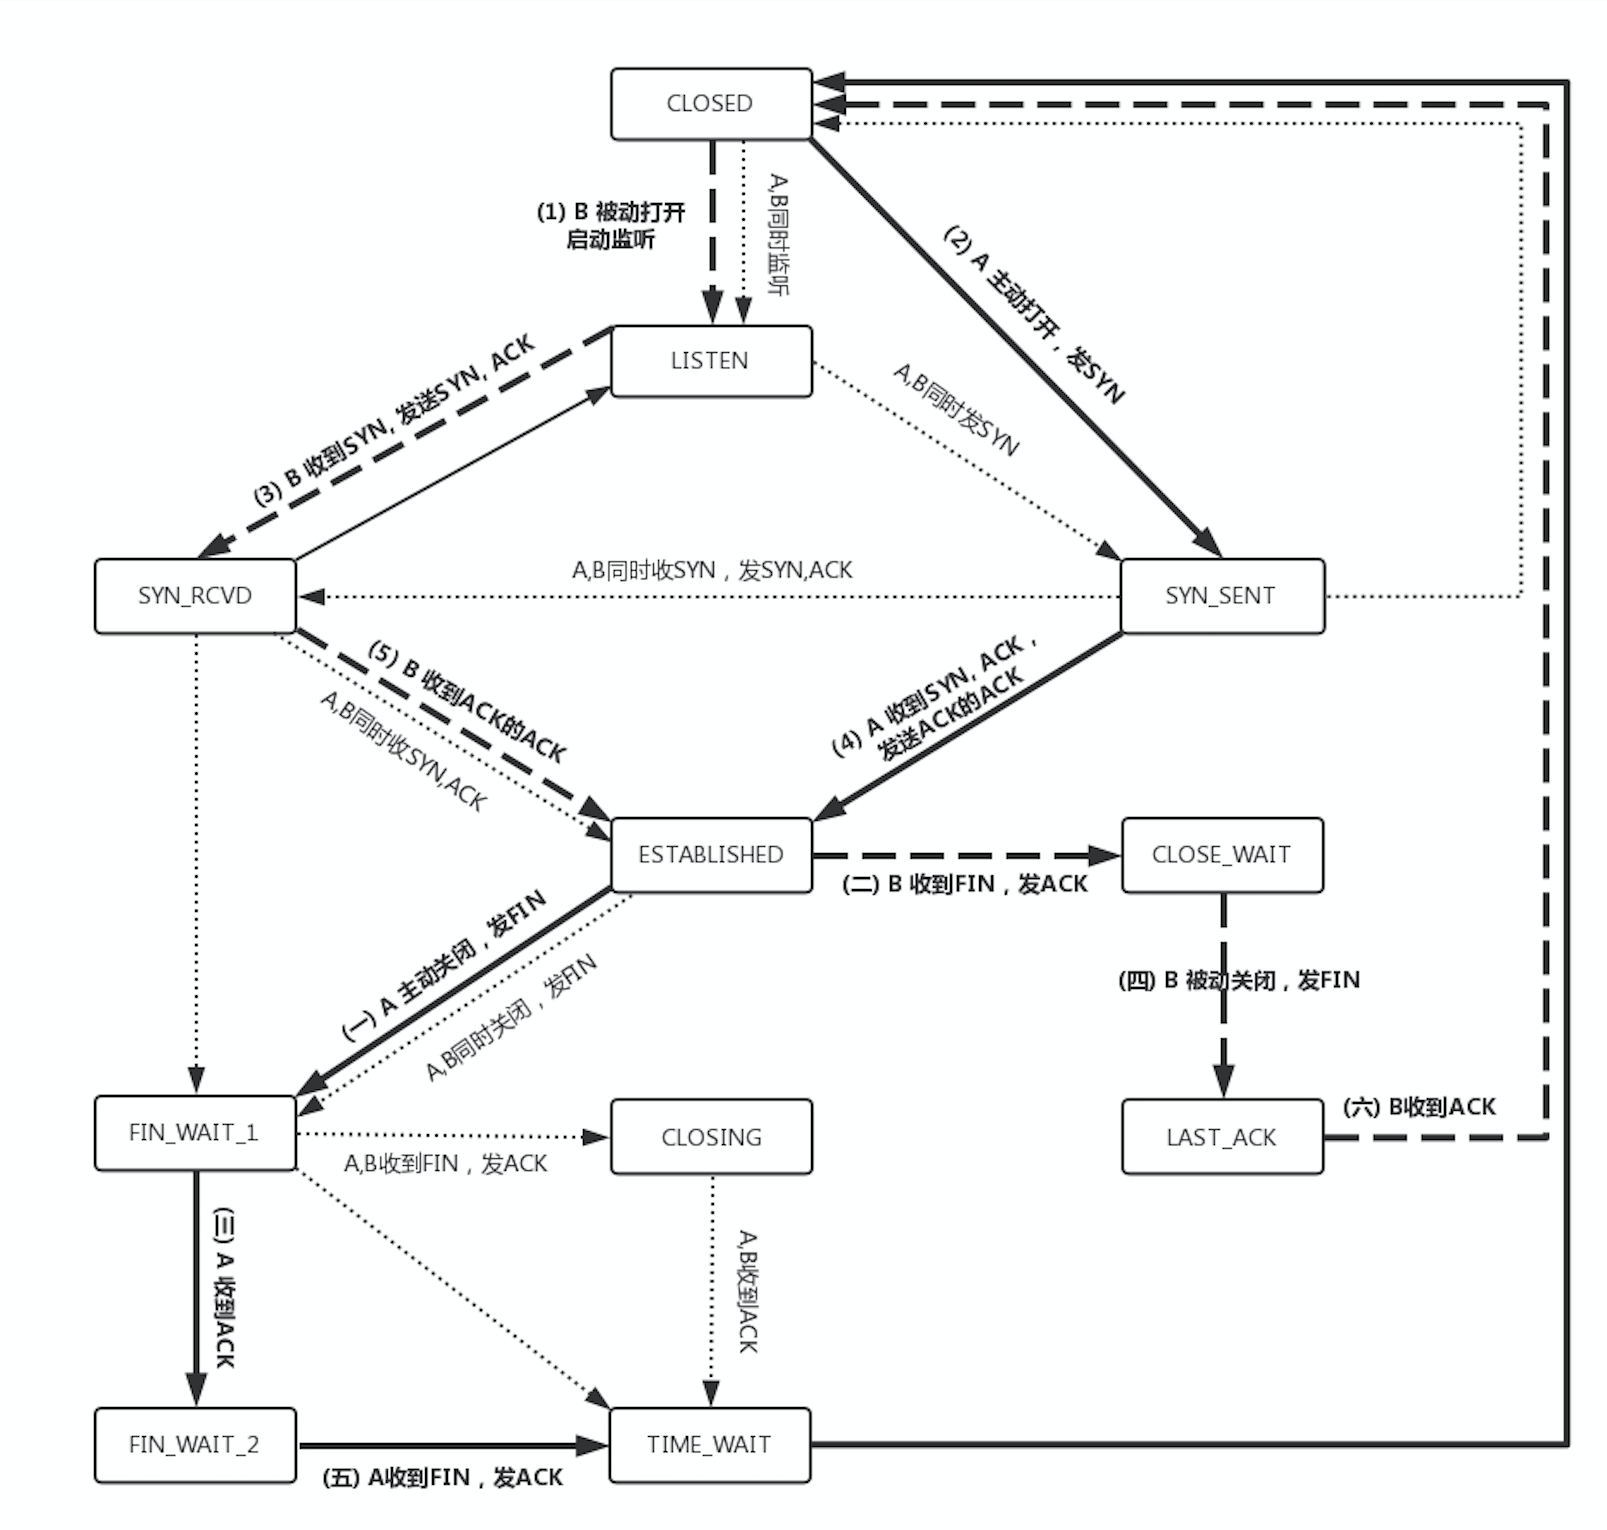 CLOSED
(1) B 被动打开
启动监听
A,B同时监听
(2) A 主动打开，发SYN
LISTEN
(3) B 收到SYN, 发送SYN, ACK
A,B同时发SYN
SYN_RCVD
A,B同时收SYN，发SYN,ACK
SYN_SENT
(5) B 收到ACK的ACK
A,B同时收SYN,ACK
(4) A 收到SYN, ACK，
发送ACK的ACK
ESTABLISHED
CLOSE_WAIT
(二) B 收到FIN，发ACK
(一) A 主动关闭，发FIN
A,B同时关闭，发FIN
(四) B 被动关闭，发FIN
FIN_WAIT_1
CLOSING
LAST_ACK
(六) B收到ACK
A,B收到FIN，发ACK
(三) A 收到ACK
A,B收到ACK
FIN_WAIT_2
TIME_WAIT
(五) A收到FIN，发ACK